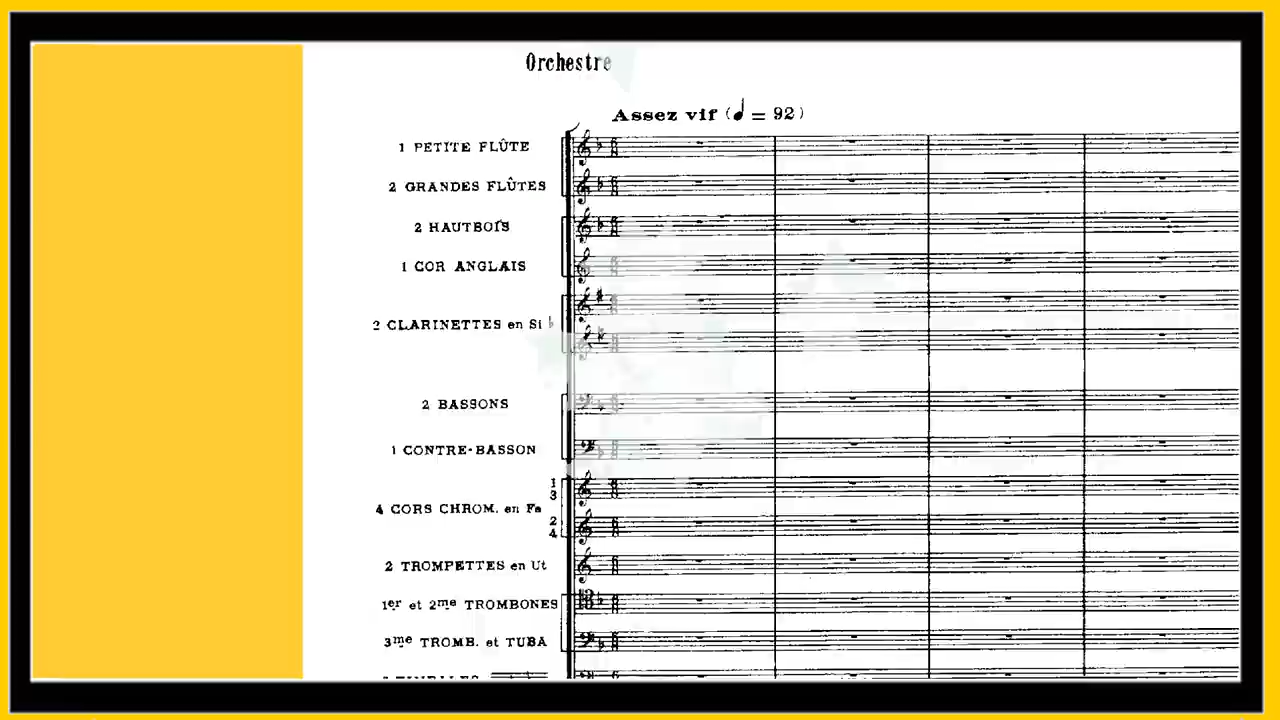 Orchestre
Assez vif (♩ = 92)
1 PETITE FLÛTE
2 GRANDES FLÛTES
2 HAUTBOIS
1 COR ANGLAIS
2 CLARINETTES en Si ♭
2 BASSONS
1 CONTRE-BASSON
1
3
4 CORS CHROM. en Fa
2
4
2 TROMPETTES en Ut
1er et 2me TROMBONES
3me TROMB. et TUBA